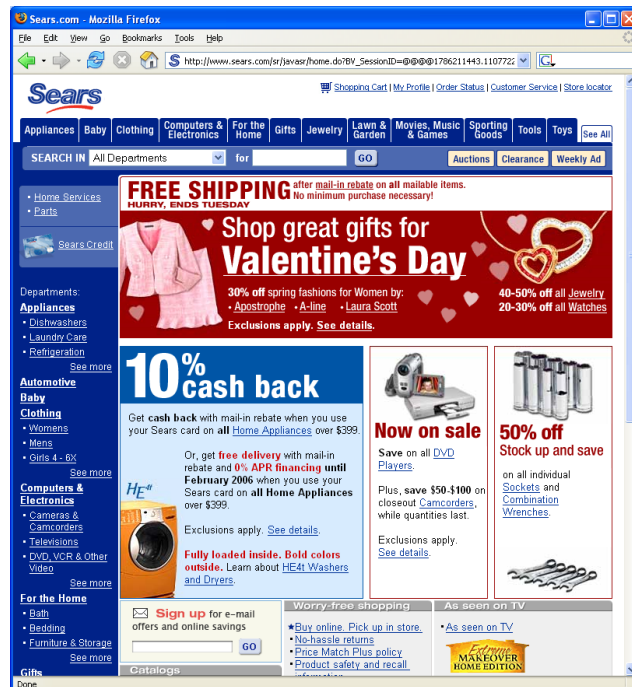 Sears.com - Mozilla Firefox
File Edit View Go Bookmarks Tools Help
S http://www.sears.com/sr/javasr/home.do?BV_SessionID=@@@@1786211443.1107722
G
Sears
Shopping Cart | My Profile | Order Status | Customer Service | Store locator
Appliances Baby Clothing Computers & Electronics For the Home Gifts Jewelry Lawn & Garden Movies, Music & Games Sporting Goods Tools Toys See All
SEARCH IN All Departments for GO Auctions Clearance Weekly Ad
• Home Services
• Parts
Sears Credit
Departments:
Appliances
• Dishwashers
• Laundry Care
• Refrigeration
See more
Automotive
Baby
Clothing
• Womens
• Mens
• Girls 4 - 6X
See more
Computers &
Electronics
• Cameras &
Camcorders
• Televisions
• DVD, VCR & Other
Video
See more
For the Home
• Bath
• Bedding
• Furniture & Storage
See more
Gifts
FREE SHIPPING after mail-in rebate on all mailable items.
HURRY, ENDS TUESDAY No minimum purchase necessary!
Shop great gifts for
Valentine's Day
30% off spring fashions for Women by:
• Apostrophe • A-line • Laura Scott
Exclusions apply. See details.
40-50% off all Jewelry
20-30% off all Watches
10% cash back
Get cash back with mail-in rebate when you use
your Sears card on all Home Appliances over $399.
Or, get free delivery with mail-in
rebate and 0% APR financing until
February 2006 when you use your
Sears card on all Home Appliances
over $399.
Exclusions apply. See details.
HE4t
Fully loaded inside. Bold colors
outside. Learn about HE4t Washers
and Dryers.
Now on sale
Save on all DVD
Players.
Plus, save $50-$100 on
closeout Camcorders,
while quantities last.
Exclusions apply.
See details.
50% off
Stock up and save
on all individual
Sockets and
Combination
Wrenches.
Sign up for e-mail
offers and online savings
GO
Catalogs
Worry-free shopping
Buy online. Pick up in store.
• No-hassle returns
• Price Match Plus policy
• Product safety and recall
information
As seen on TV
• As seen on TV
Extreme
MAKEOVER
HOME EDITION
Done